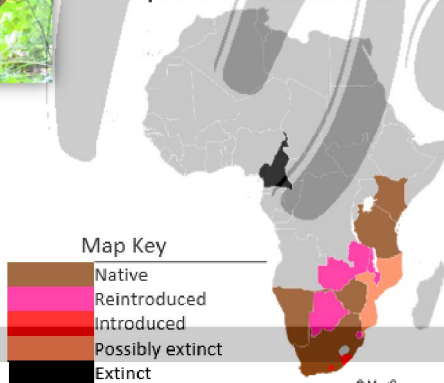 Map Key
Native
Reintroduced
Introduced
Possibly extinct
Extinct